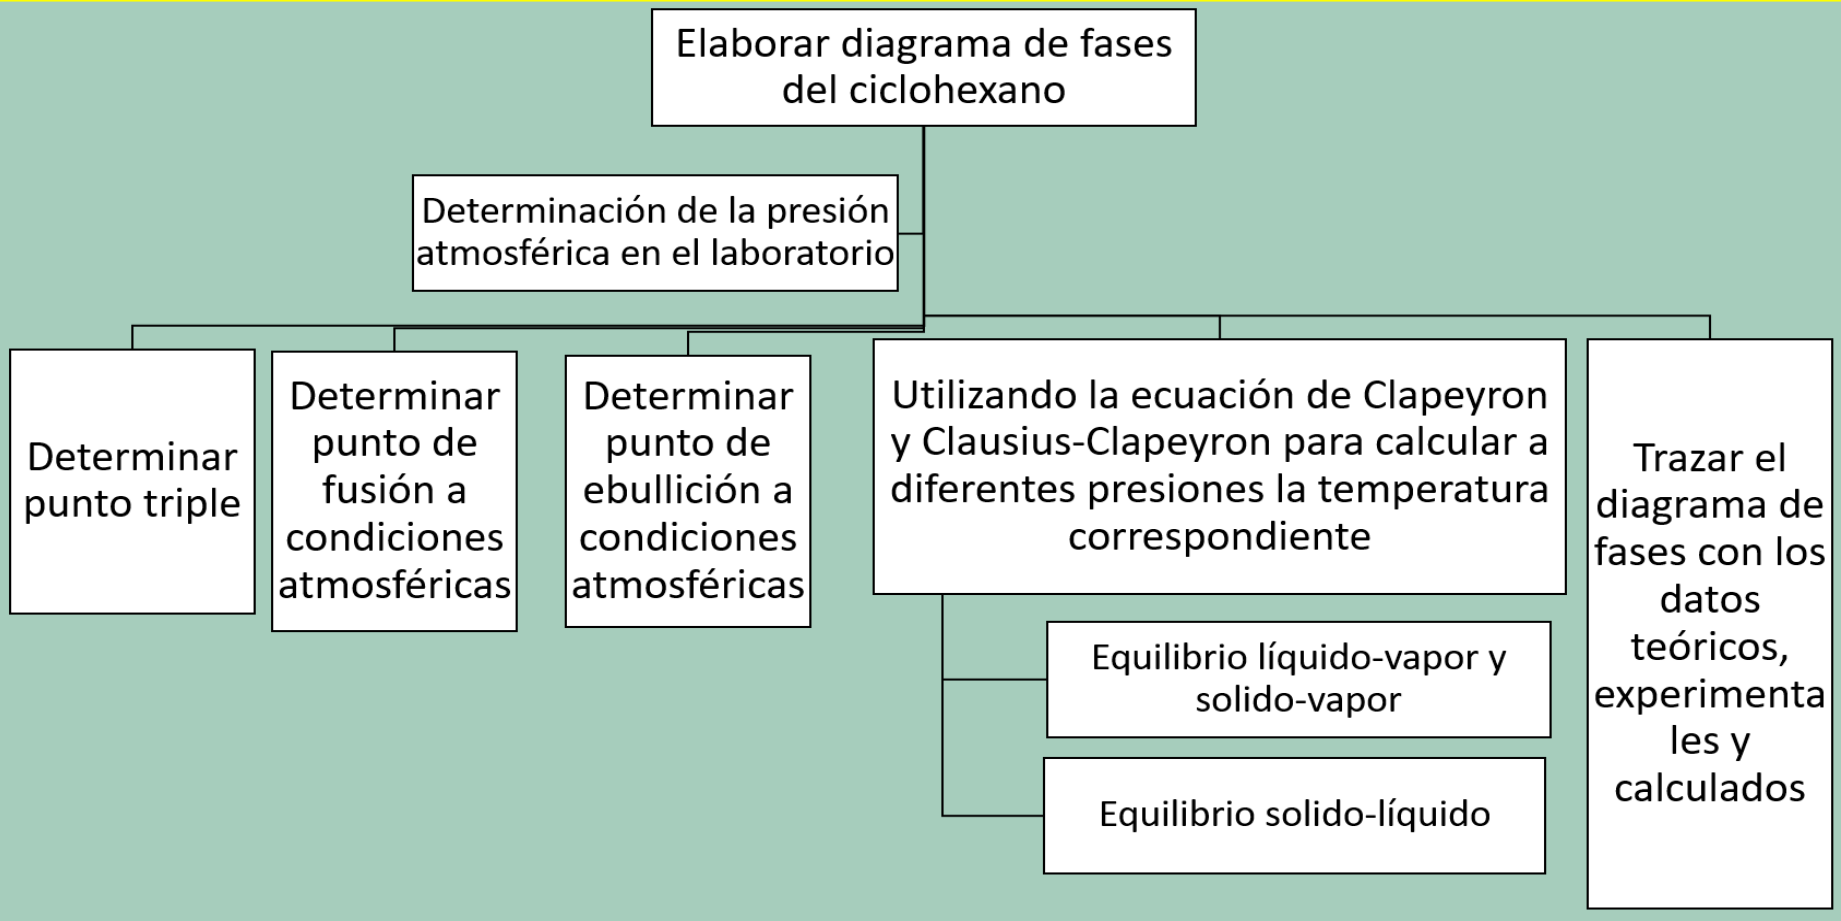 Elaborar diagrama de fases
del ciclohexano
Determinación de la presión
atmosférica en el laboratorio
Determinar
punto triple
Determinar
punto de
fusión a
condiciones
atmosféricas
Determinar
punto de
ebullición a
condiciones
atmosféricas
Utilizando la ecuación de Clapeyron
y Clausius-Clapeyron para calcular a
diferentes presiones la temperatura
correspondiente
Equilibrio líquido-vapor y
solido-vapor
Equilibrio solido-líquido
Trazar el
diagrama de
fases con los
datos
teóricos,
experimenta
les y
calculados